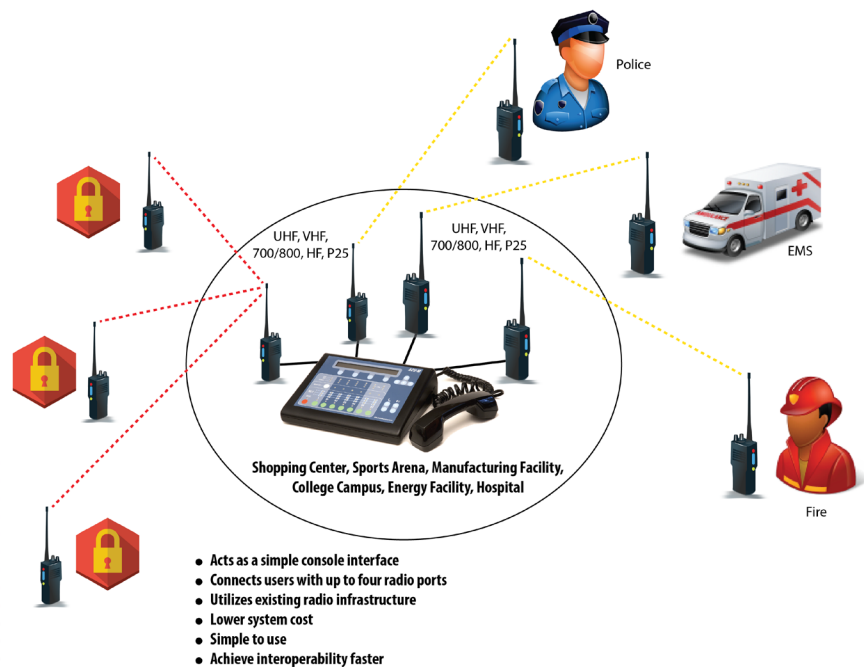 Police
UHF, VHF,
700/800, HF, P25
UHF, VHF,
700/800, HF, P25
AMBULANCE
EMS
Shopping Center, Sports Arena, Manufacturing Facility,
College Campus, Energy Facility, Hospital
Fire
• Acts as a simple console interface
• Connects users with up to four radio ports
• Utilizes existing radio infrastructure
• Lower system cost
• Simple to use
• Achieve interoperability faster